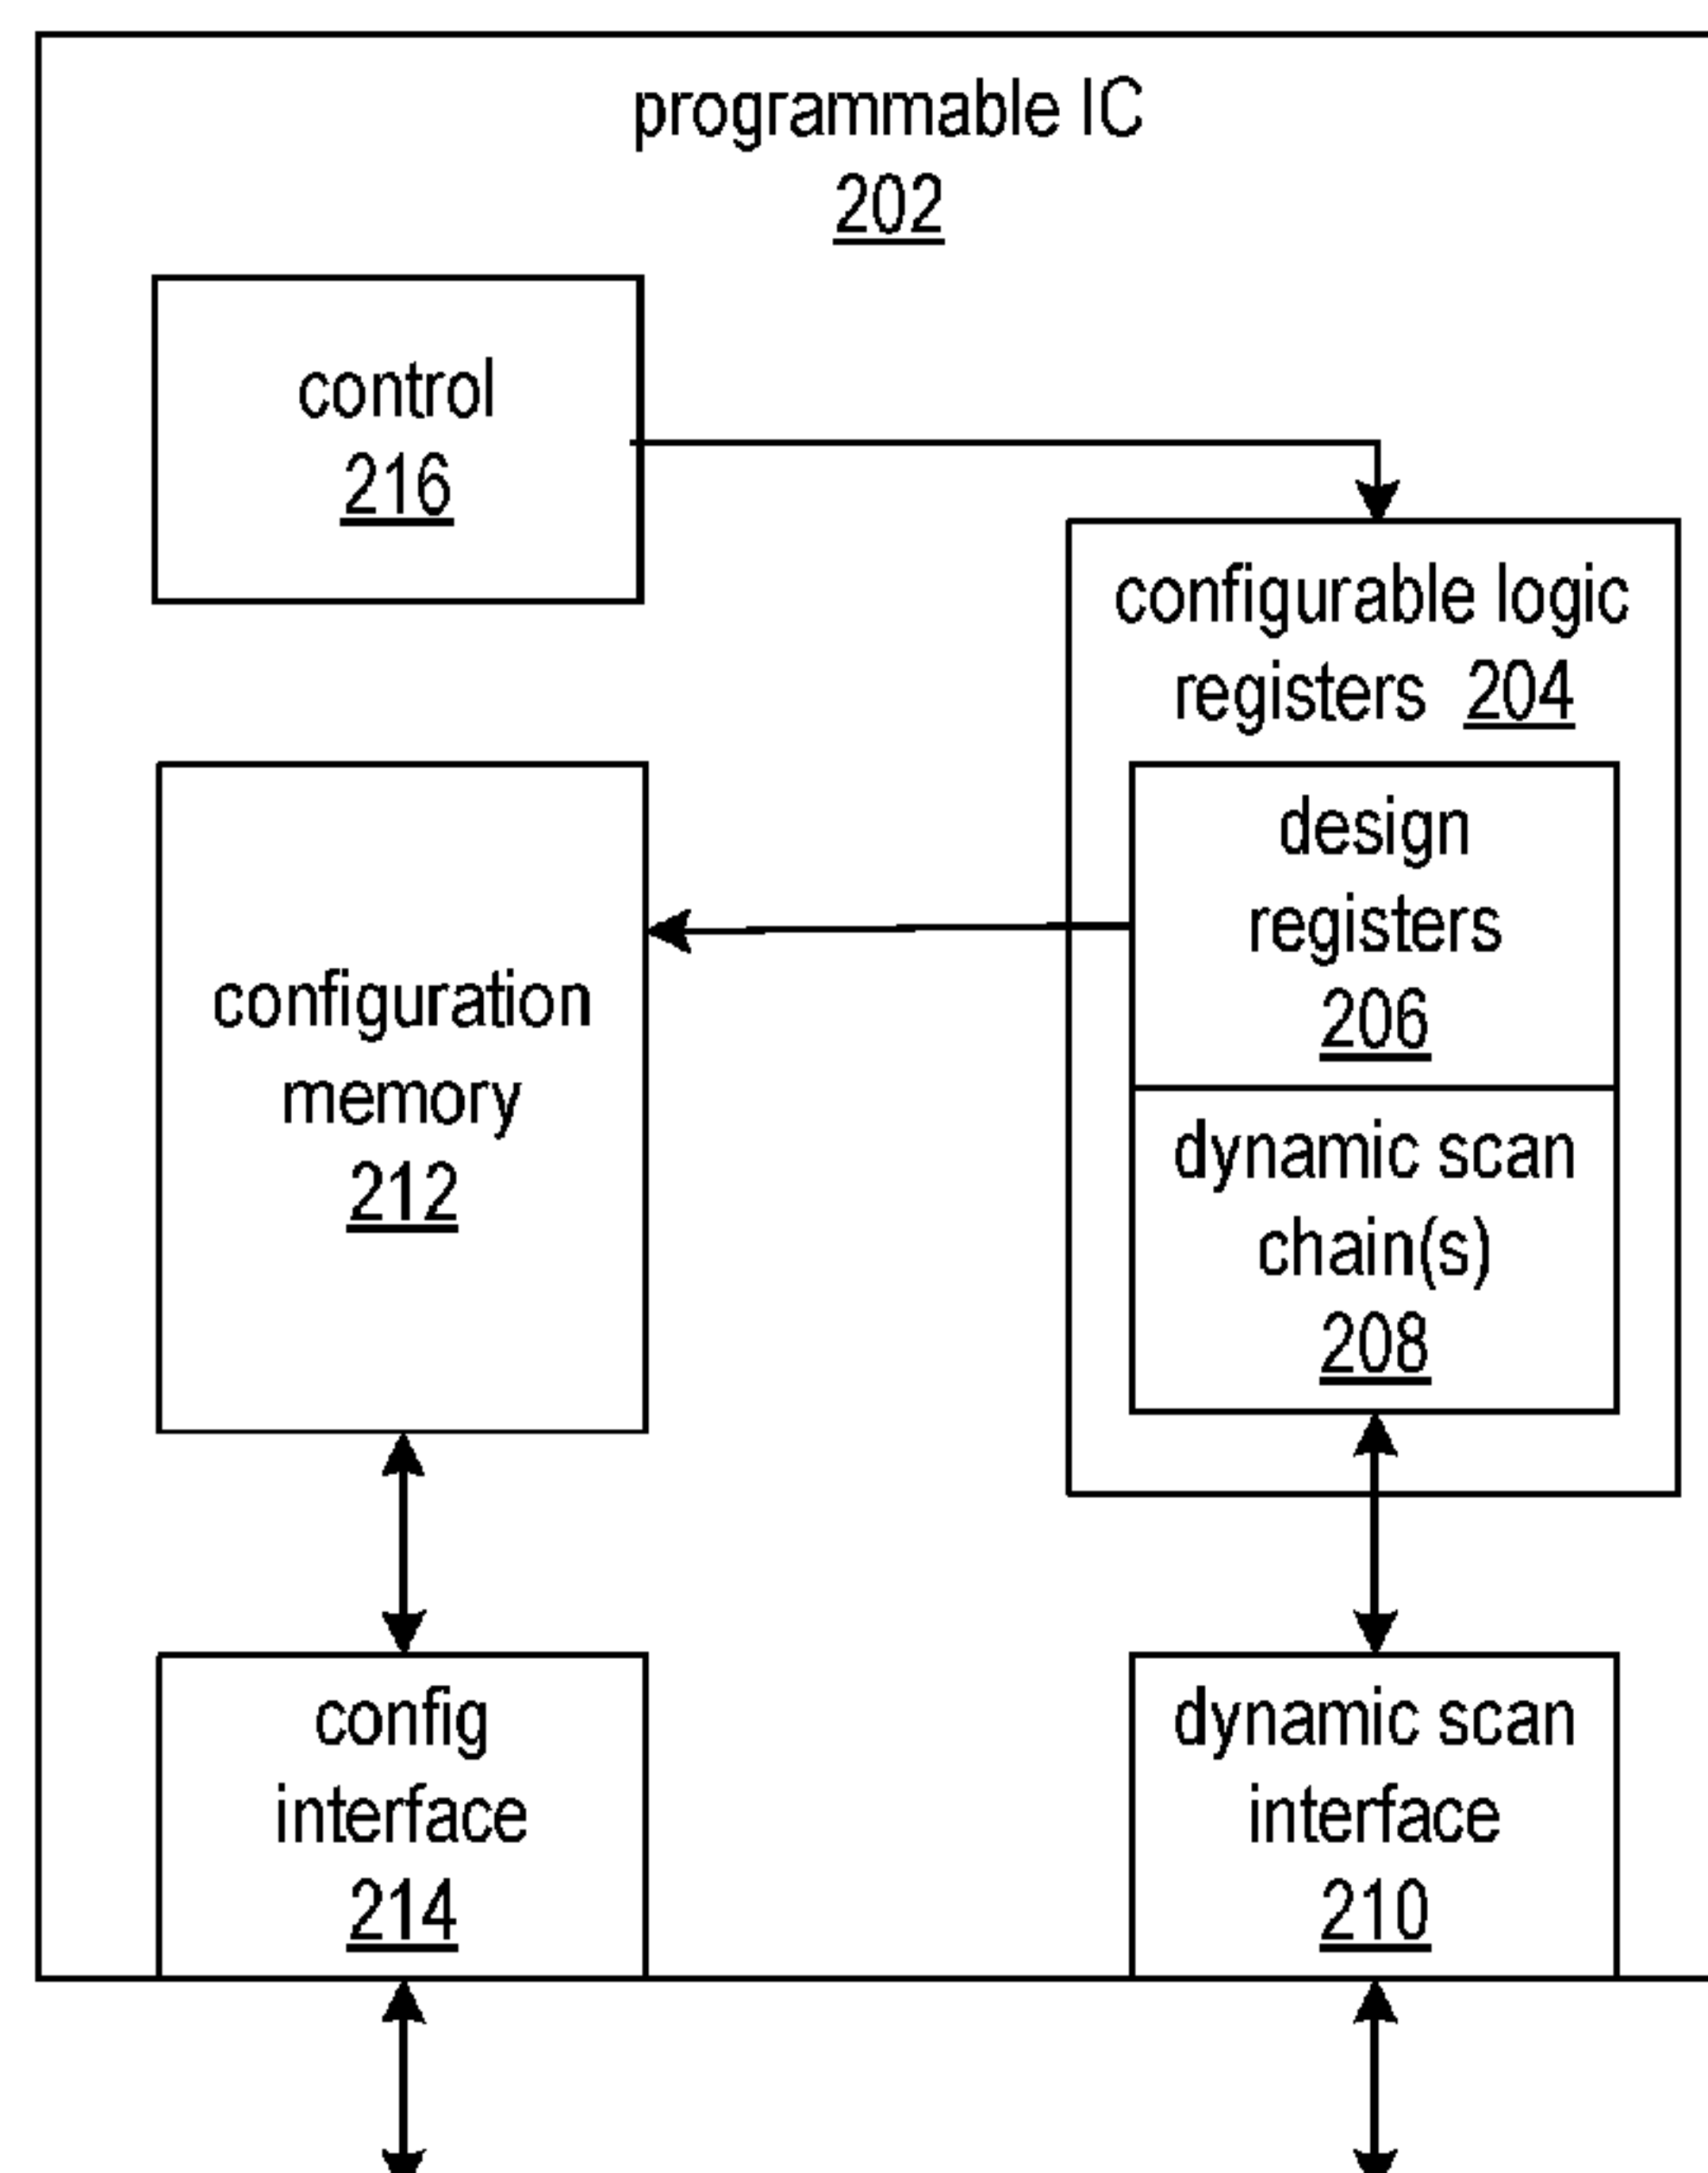 programmable IC
202
control
216
configurable logic
registers 204
design
registers
206
configuration
memory
212
dynamic scan
chain(s)
208
config
interface
214
dynamic scan
interface
210